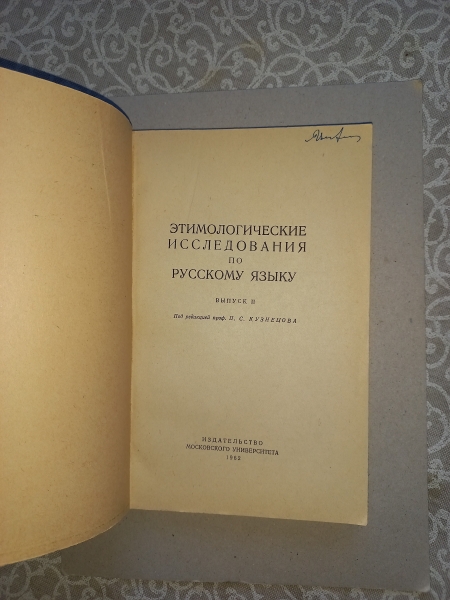 ЭТИМОЛОГИЧЕСКИЕ
ИССЛЕДОВАНИЯ
ПО
РУССКОМУ ЯЗЫКУ
ВЫПУСК II
Под редакцией проф. П. С. КУЗНЕЦОВА
ИЗДАТЕЛЬСТВО
МОСКОВСКОГО УНИВЕРСИТЕТА
1962